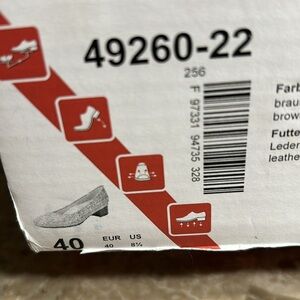 49260-22
256
F 97331 94735 328
Farb
brau
brow
Futte
Leder
leathe
40
EUR US
40 8½